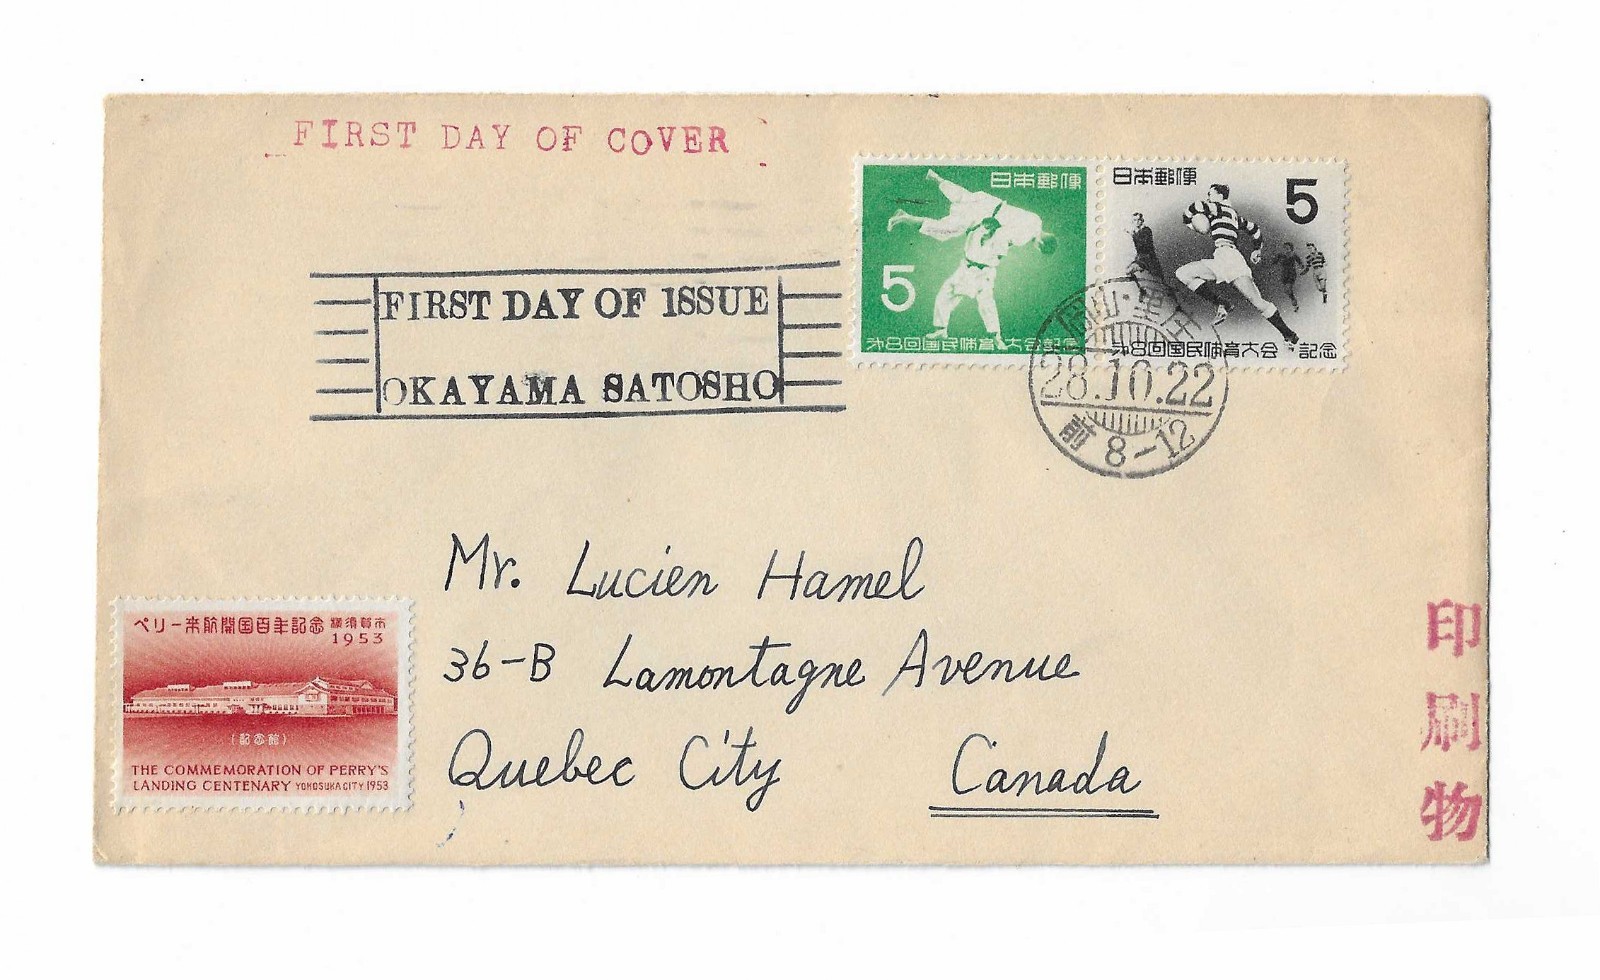 FIRST DAY OF COVER
日本郵便
5
第8回国民体育大会記念
日本郵便
5
第8回国民体育大会記念
FIRST DAY OF ISSUE
OKAYAMA SATOSHO
岡山・里庄
28.10.22
前 8-12
Mr. Lucien Hamel
36-B Lamontagne Avenue
Quebec City Canada
ペリー来航開国百年記念 横須賀市
1953
(記念館)
THE COMMEMORATION OF PERRY'S
LANDING CENTENARY YOKOSUKA CITY 1953
印刷物